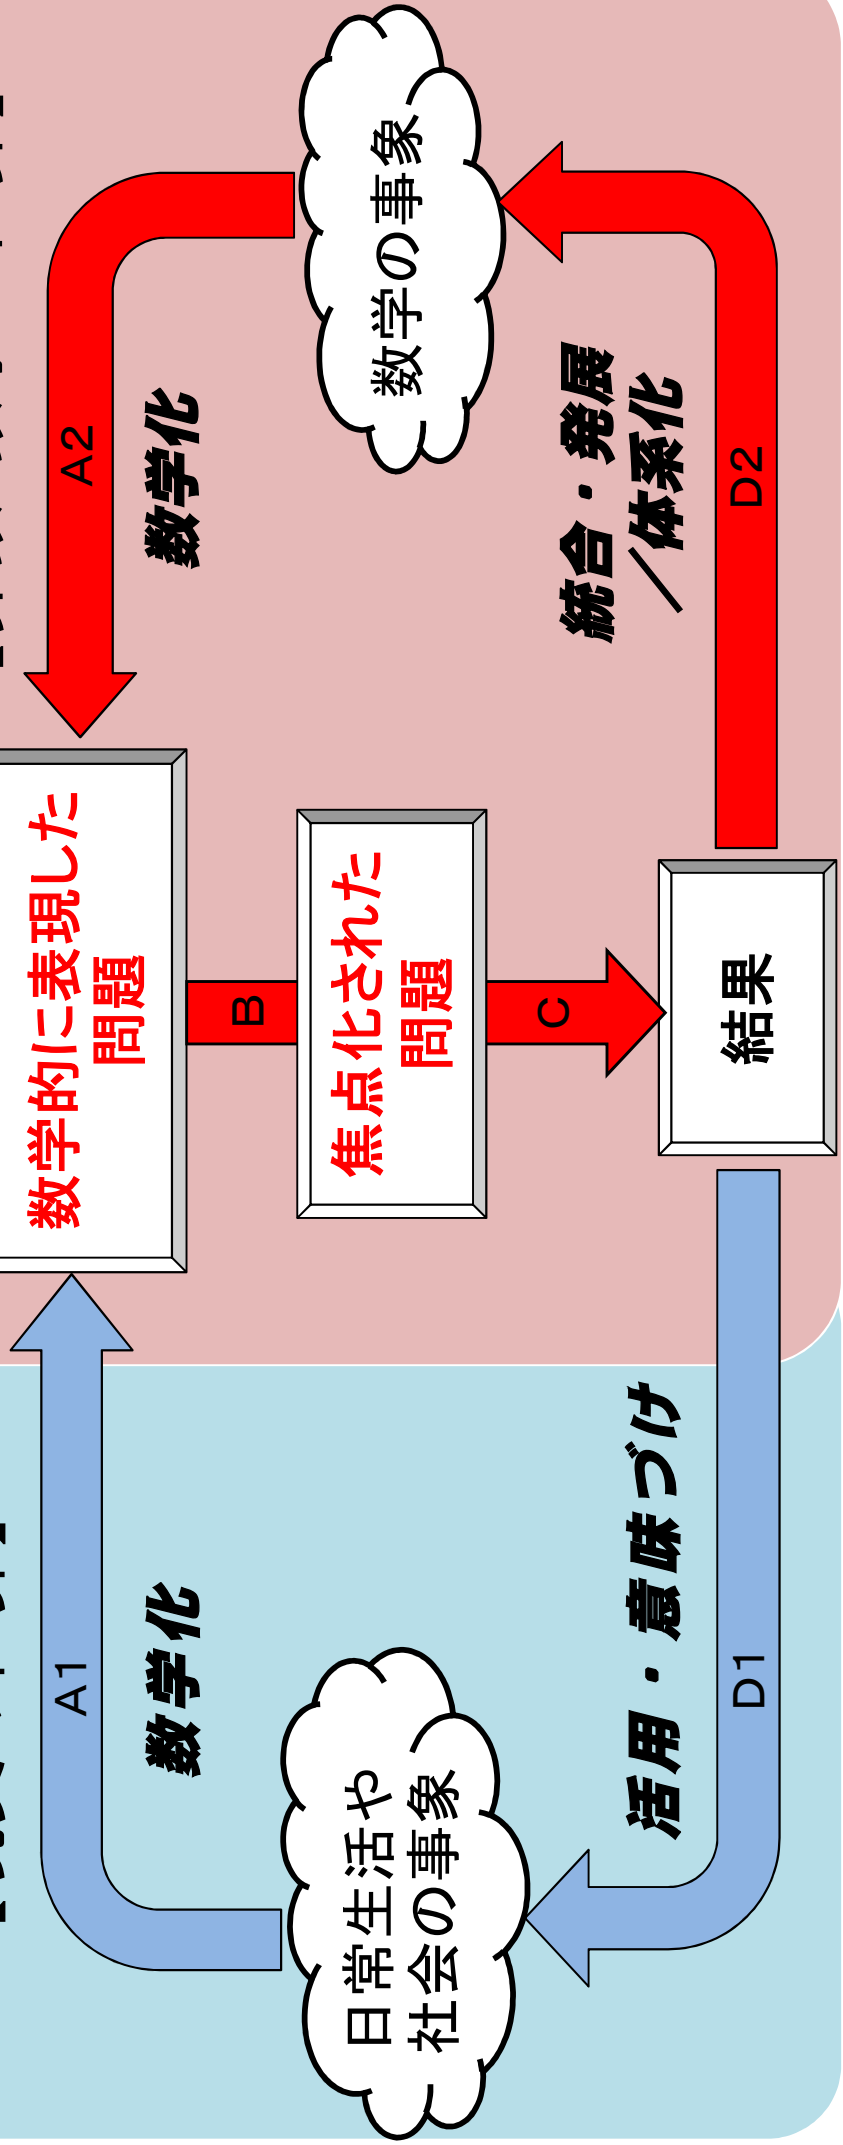 A1
数学化
日常生活や
社会の事象
活用・意味づけ
D1
数学的に表現した
問題
B
焦点化された
問題
C
結果
A2
数学化
数学の事象
統合・発展
／体系化
D2